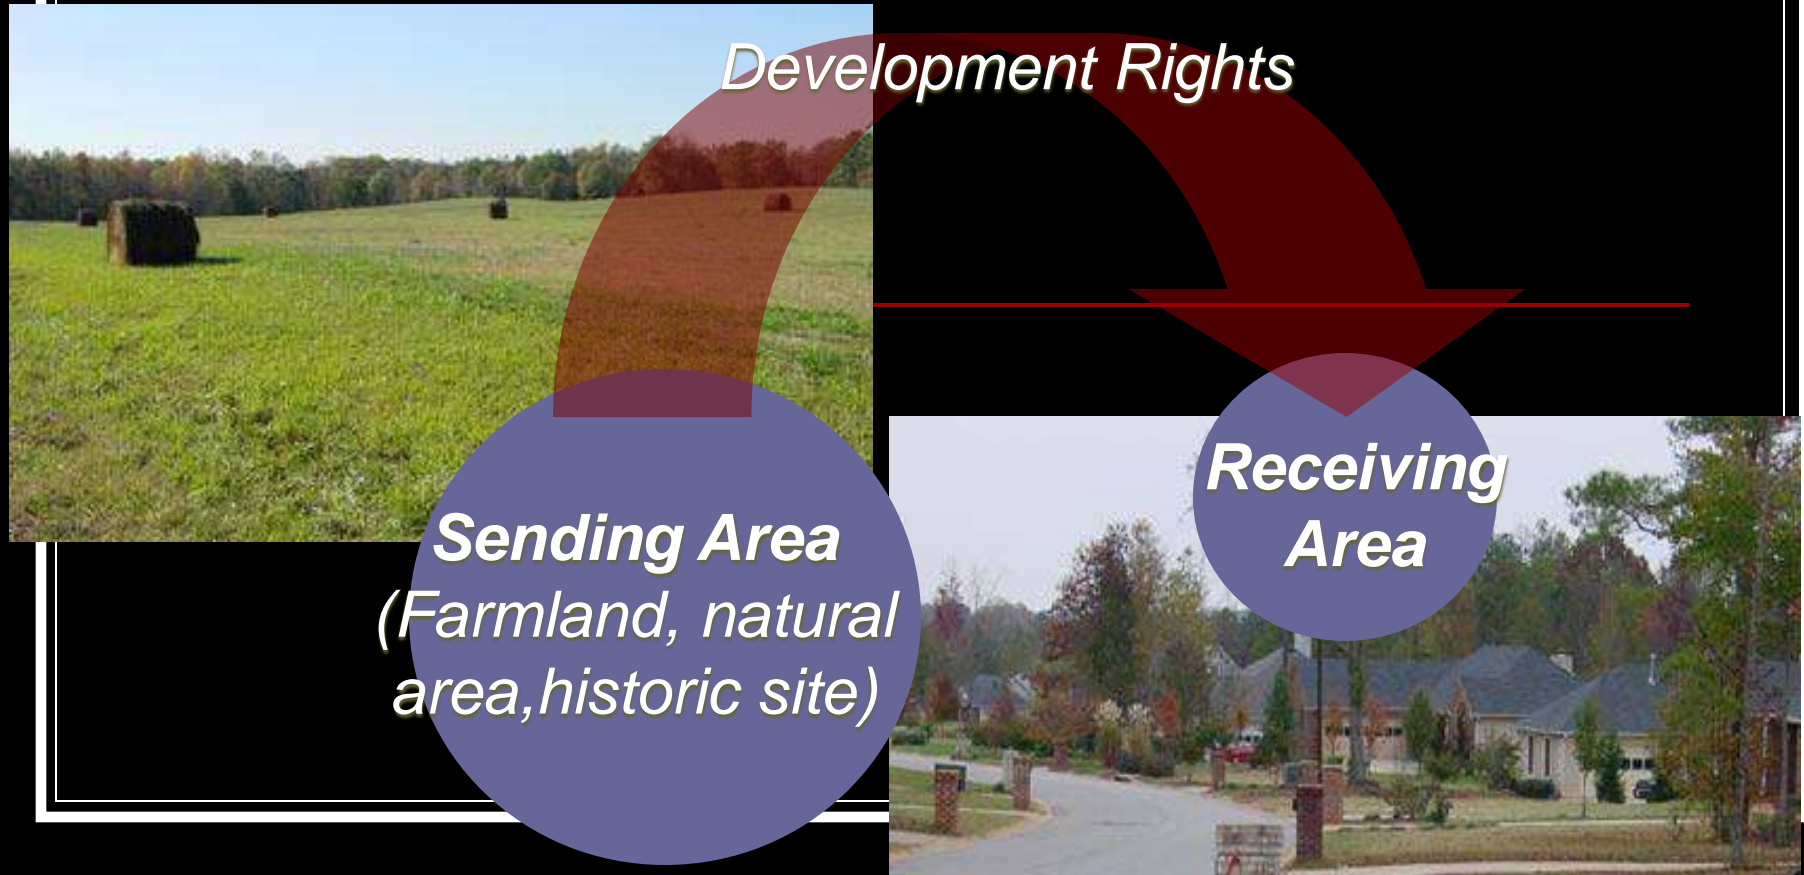 Development Rights
Sending Area
(Farmland, natural
area,historic site)
Receiving
Area